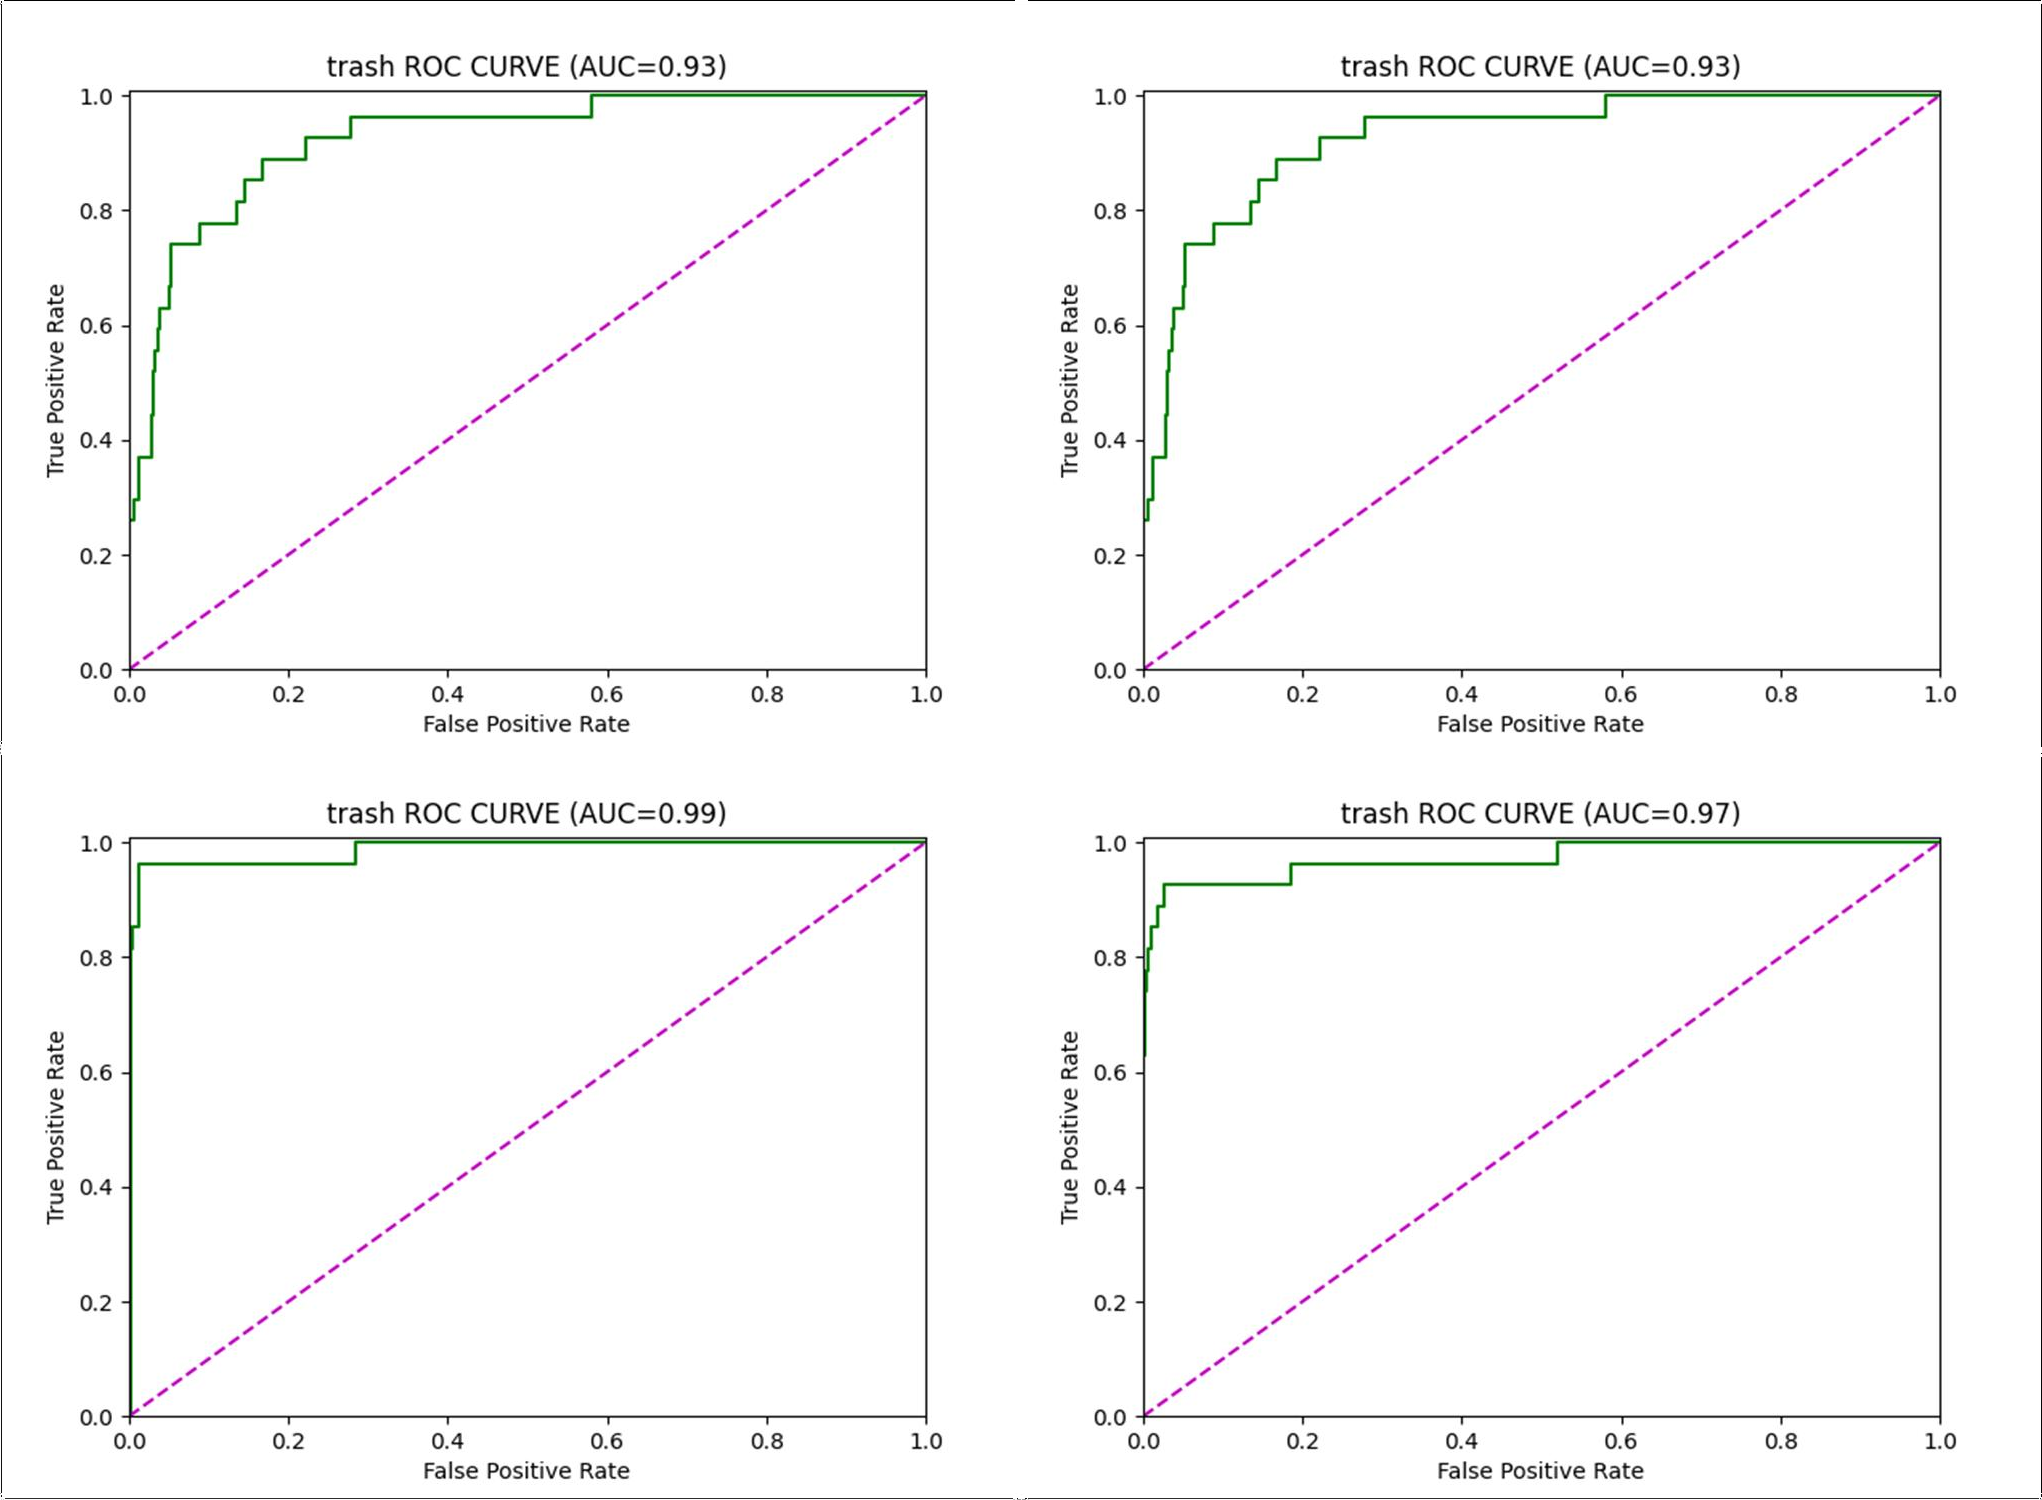 trash ROC CURVE (AUC=0.93)
1.0
0.8
0.6
0.4
0.2
0.0
True Positive Rate
0.0 0.2 0.4 0.6 0.8 1.0
False Positive Rate
trash ROC CURVE (AUC=0.93)
1.0
0.8
0.6
0.4
0.2
0.0
True Positive Rate
0.0 0.2 0.4 0.6 0.8 1.0
False Positive Rate
trash ROC CURVE (AUC=0.99)
1.0
0.8
0.6
0.4
0.2
0.0
True Positive Rate
0.0 0.2 0.4 0.6 0.8 1.0
False Positive Rate
trash ROC CURVE (AUC=0.97)
1.0
0.8
0.6
0.4
0.2
0.0
True Positive Rate
0.0 0.2 0.4 0.6 0.8 1.0
False Positive Rate